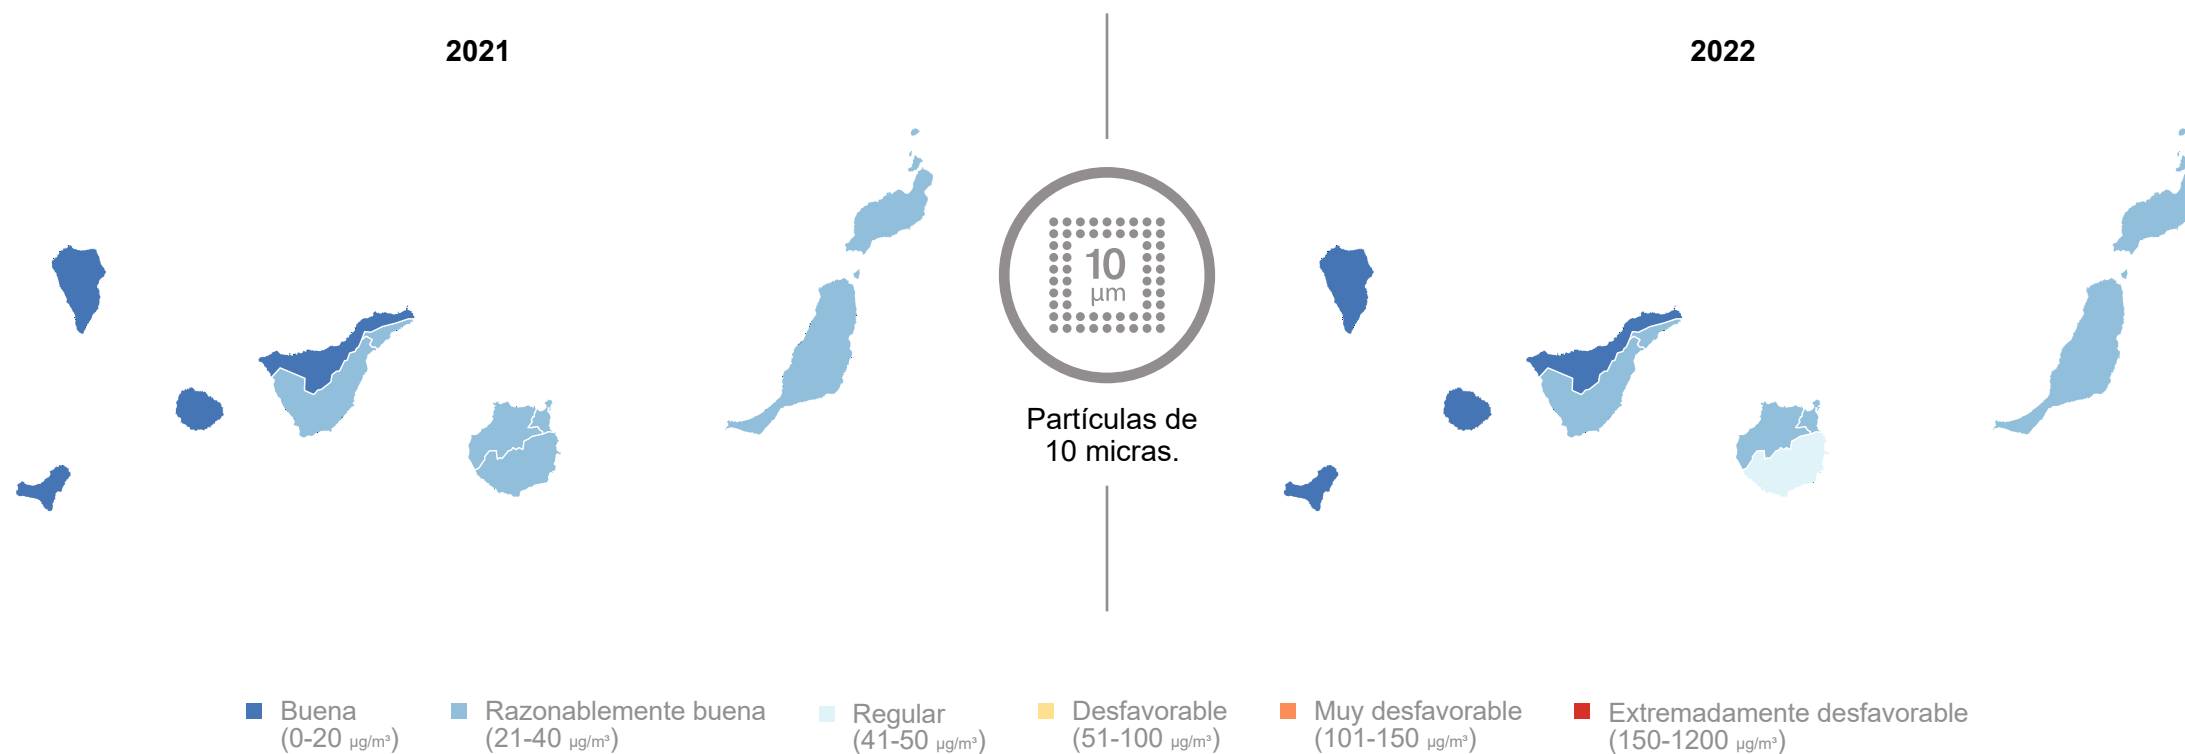 2021
2022
10
µm
Partículas de
10 micras.
Buena
(0-20 µg/m³)
Razonablemente buena
(21-40 µg/m³)
Regular
(41-50 µg/m³)
Desfavorable
(51-100 µg/m³)
Muy desfavorable
(101-150 µg/m³)
Extremadamente desfavorable
(150-1200 µg/m³)